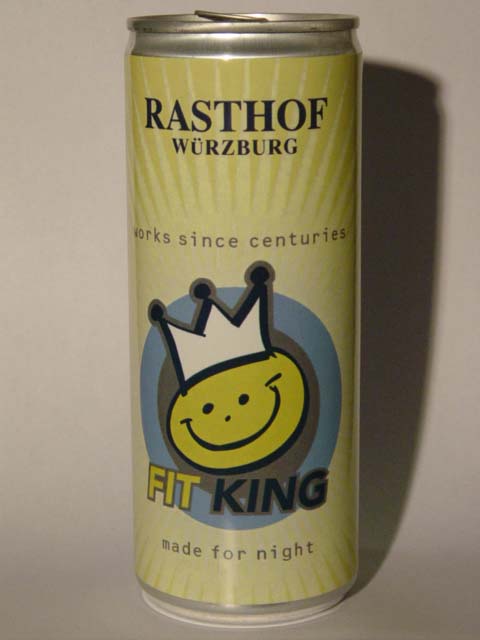 RASTHOF
WÜRZBURG
works since centuries
FIT KING
made for night